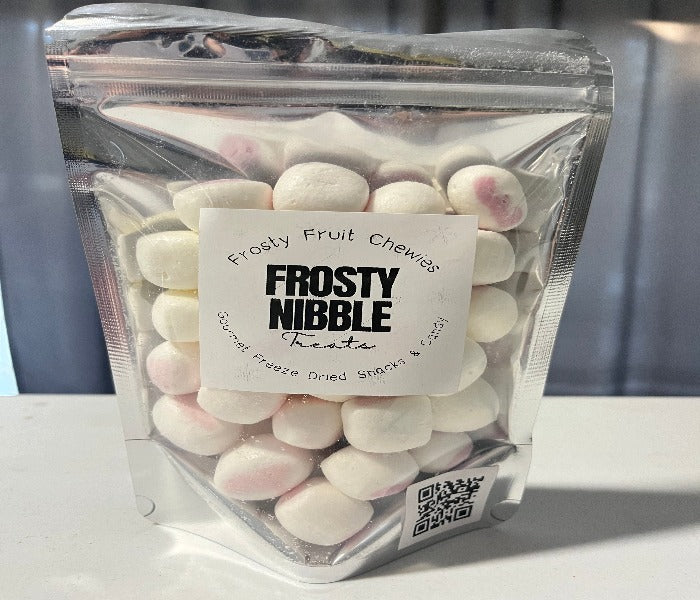 Frosty Fruit Chewies
FROSTY
NIBBLE
Treats
Gourmet Freeze Dried Snacks & Candy